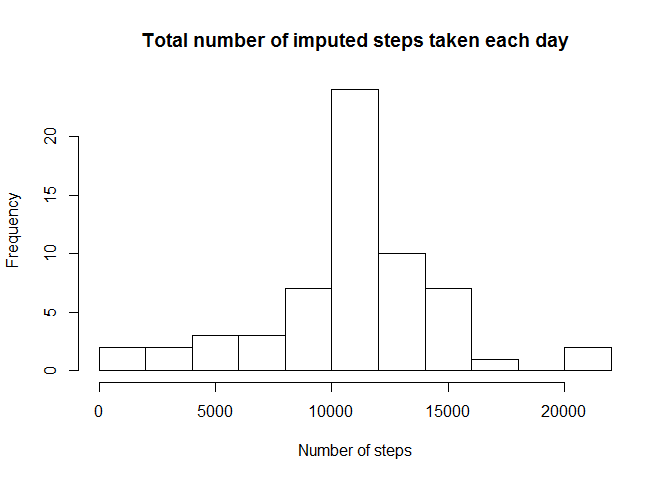 Total number of imputed steps taken each day
Frequency
20
15
10
5
0
0 5000 10000 15000 20000
Number of steps